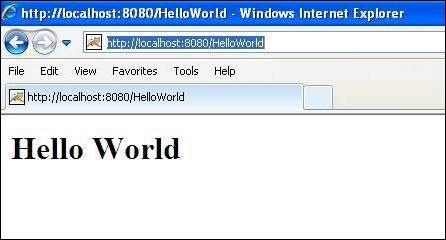 http://localhost:8080/HelloWorld - Windows Internet Explorer
http://localhost:8080/HelloWorld
File Edit View Favorites Tools Help
http://localhost:8080/HelloWorld
Hello World